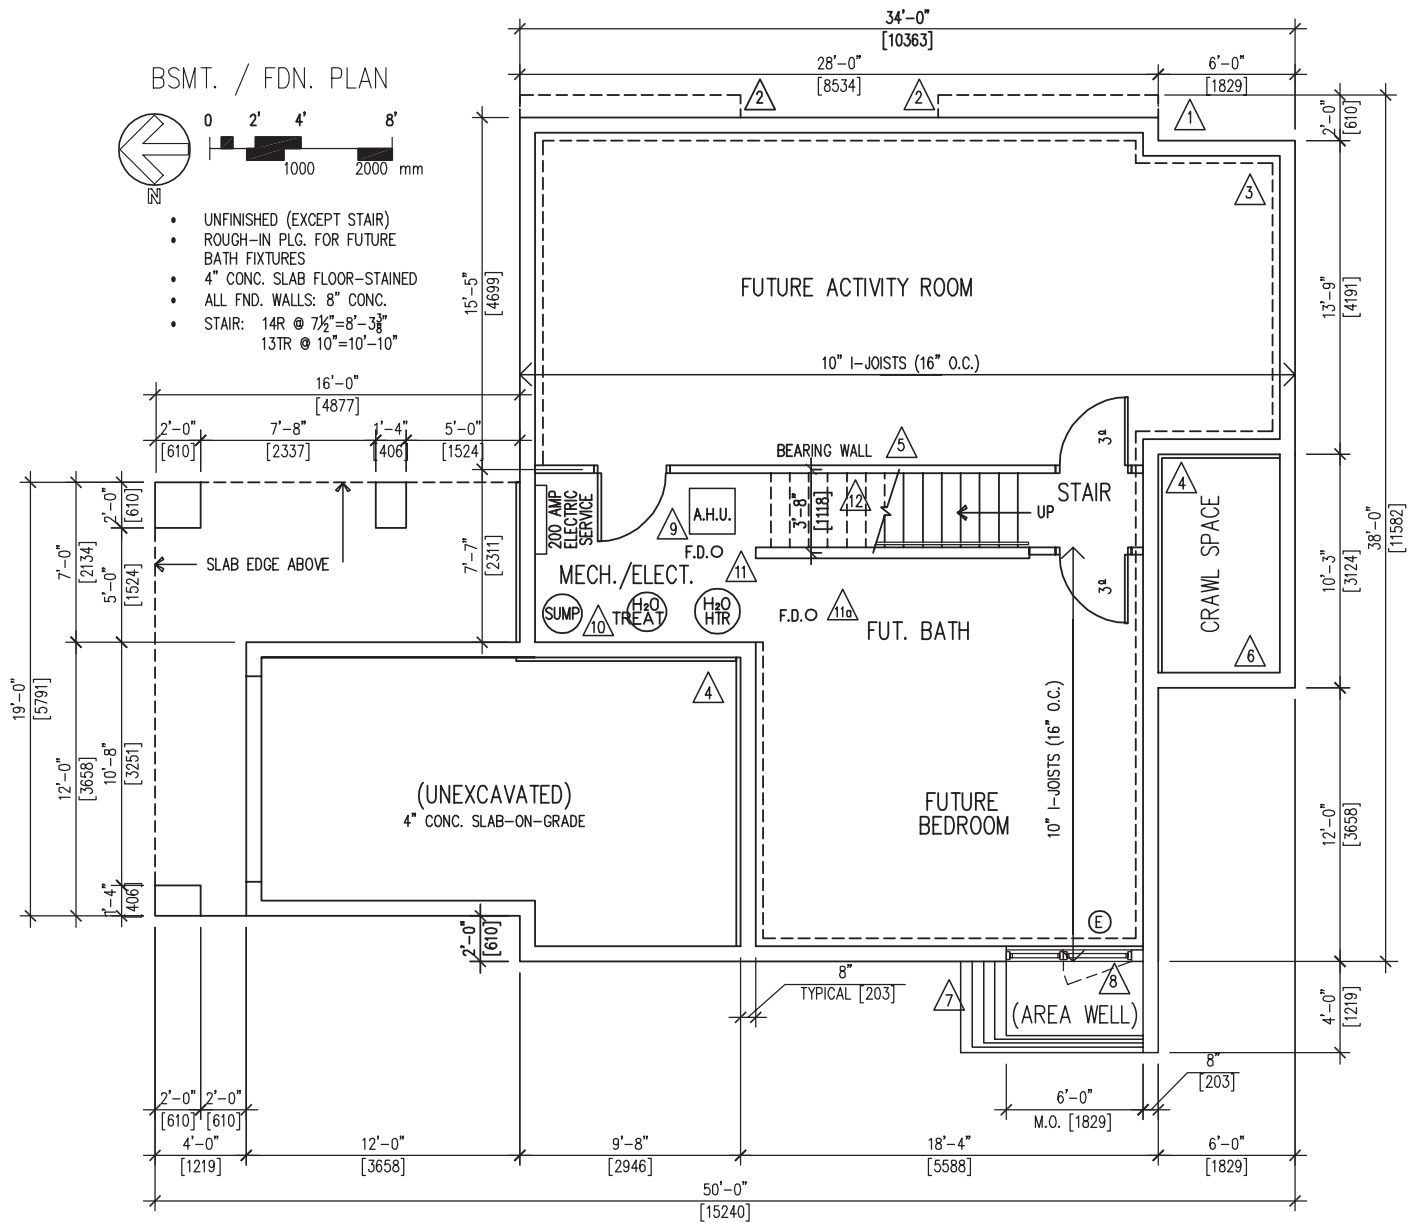 34'-0"
[10363]
28'-0"
[8534]
6'-0"
[1829]
BSMT. / FDN. PLAN
0 2' 4' 8'
1000 2000 mm
N
2
2
1
2'-0"
[610]
• UNFINISHED (EXCEPT STAIR)
• ROUGH-IN PLG. FOR FUTURE
BATH FIXTURES
• 4" CONC. SLAB FLOOR-STAINED
• ALL FND. WALLS: 8" CONC.
• STAIR: 14R @ 7½"=8'-3⅜"
13TR @ 10"=10'-10"
3
15'-5"
[4699]
FUTURE ACTIVITY ROOM
13'-9"
[4191]
10" I-JOISTS (16" O.C.)
16'-0"
[4877]
2'-0"
[610]
7'-8"
[2337]
1'-4"
[406]
5'-0"
[1524]
BEARING WALL
5
3º
2'-0"
[610]
7'-0"
[2134]
5'-0"
[1524]
SLAB EDGE ABOVE
7'-7"
[2311]
200 AMP
ELECTRIC
SERVICE
A.H.U.
9
F.D.
3'-8"
[1118]
12
UP
STAIR
4
CRAWL SPACE
6
10'-3"
[3124]
38'-0"
[11582]
MECH./ELECT.
11
3º
SUMP
10
H₂O
TREAT
H₂O
HTR
F.D.
11a
FUT. BATH
4
19'-0"
[5791]
12'-0"
[3658]
10'-8"
[3251]
1'-4"
[406]
(UNEXCAVATED)
4" CONC. SLAB-ON-GRADE
10" I-JOISTS (16" O.C.)
FUTURE
BEDROOM
12'-0"
[3658]
E
2'-0"
[610]
8"
TYPICAL [203]
7
8
(AREA WELL)
4'-0"
[1219]
8"
[203]
2'-0"
[610]
2'-0"
[610]
6'-0"
M.O. [1829]
4'-0"
[1219]
12'-0"
[3658]
9'-8"
[2946]
18'-4"
[5588]
6'-0"
[1829]
50'-0"
[15240]